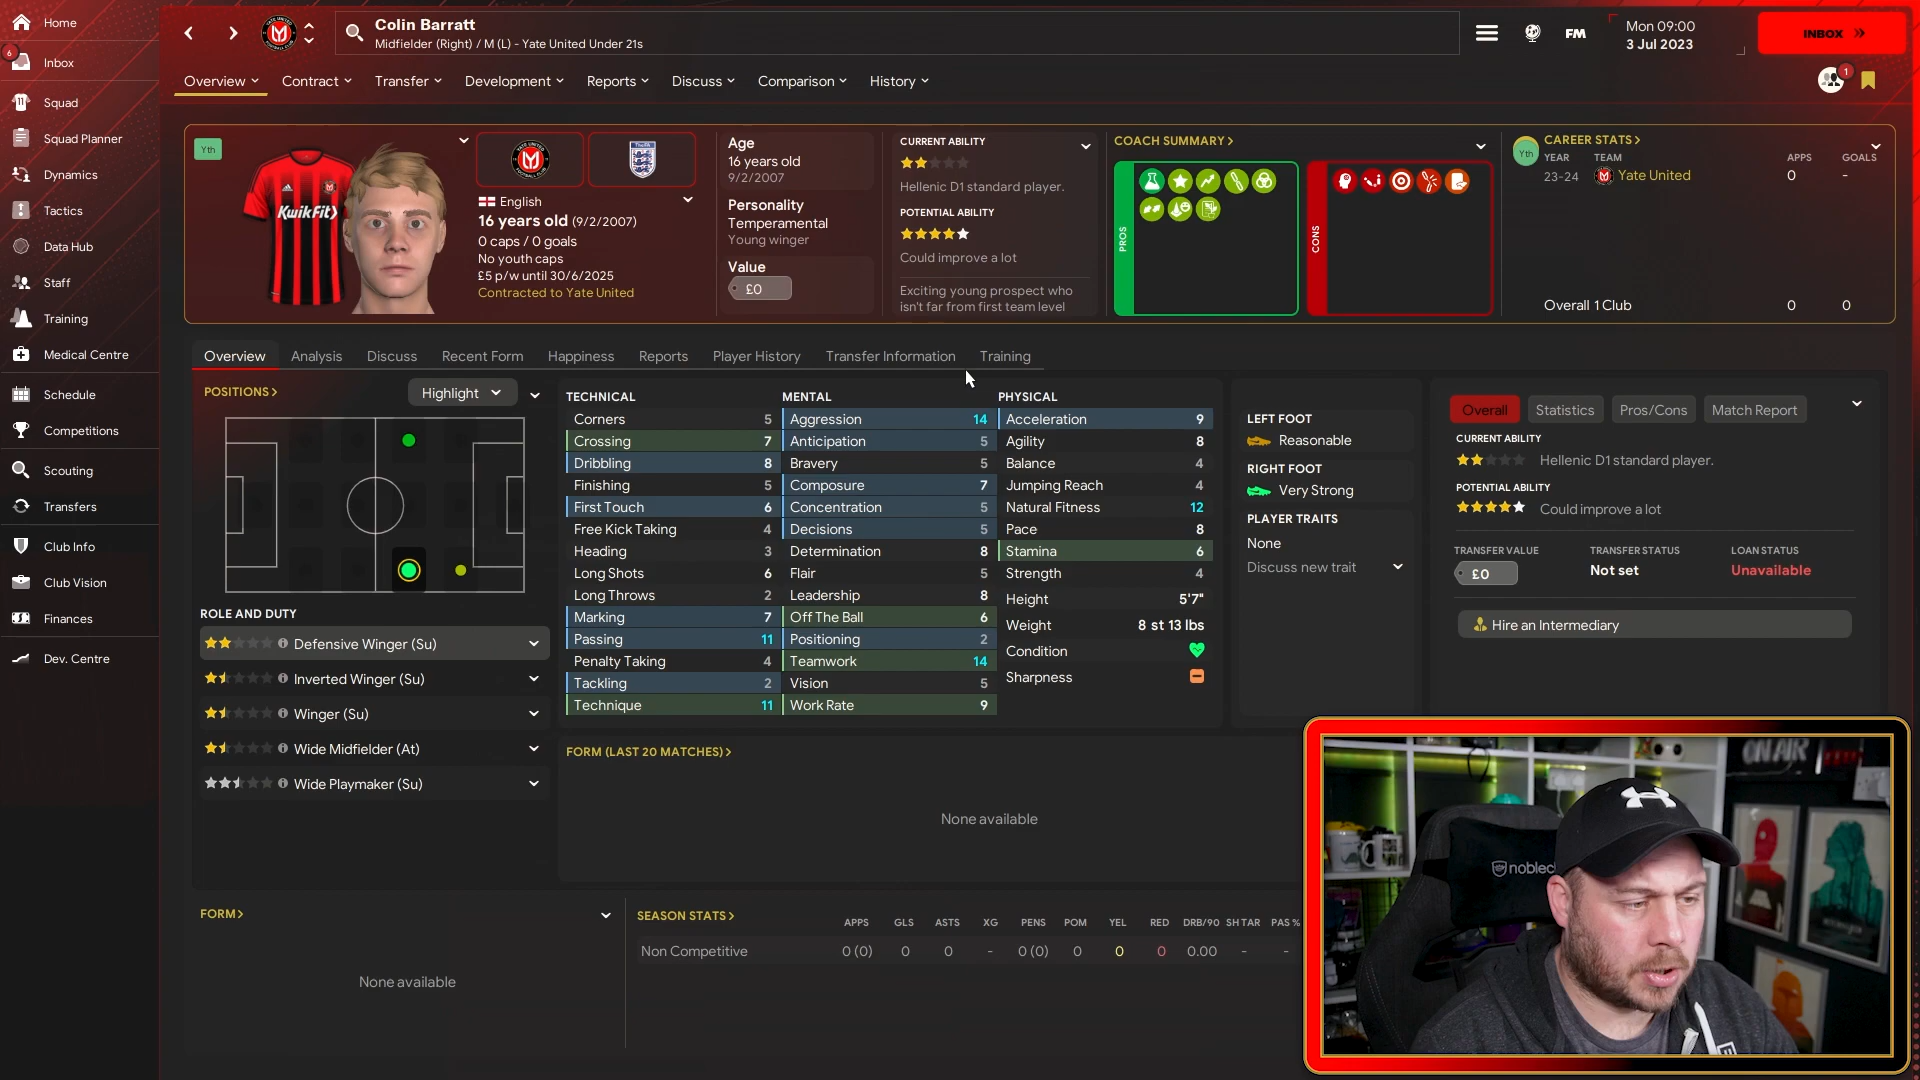 Home
6
Inbox
Squad
Squad Planner
Dynamics
Tactics
Data Hub
Staff
Training
Medical Centre
Schedule
Competitions
Scouting
Transfers
Club Info
Club Vision
Finances
Dev. Centre
Colin Barratt
Midfielder (Right) / M (L) - Yate United Under 21s
FM
Mon 09:00
3 Jul 2023
INBOX
Overview Contract Transfer Development Reports Discuss Comparison History
1
Yth
KwikFit
English
16 years old (9/2/2007)
0 caps / 0 goals
No youth caps
£5 p/w until 30/6/2025
Contracted to Yate United
Age
16 years old
9/2/2007
Personality
Temperamental
Young winger
Value
£0
CURRENT ABILITY
Hellenic D1 standard player.
POTENTIAL ABILITY
Could improve a lot
Exciting young prospect who
isn't far from first team level
COACH SUMMARY >
PROS
CONS
Yth
CAREER STATS >
YEAR TEAM APPS GOALS
23-24 Yate United 0 -
Overall 1 Club 0 0
Overview Analysis Discuss Recent Form Happiness Reports Player History Transfer Information Training
POSITIONS >
Highlight
ROLE AND DUTY
Defensive Winger (Su)
Inverted Winger (Su)
Winger (Su)
Wide Midfielder (At)
Wide Playmaker (Su)
TECHNICAL
Corners 5
Crossing 7
Dribbling 8
Finishing 5
First Touch 6
Free Kick Taking 4
Heading 3
Long Shots 6
Long Throws 2
Marking 7
Passing 11
Penalty Taking 4
Tackling 2
Technique 11
MENTAL
Aggression 14
Anticipation 5
Bravery 5
Composure 7
Concentration 5
Decisions 5
Determination 8
Flair 5
Leadership 8
Off The Ball 6
Positioning 2
Teamwork 14
Vision 5
Work Rate 9
PHYSICAL
Acceleration 9
Agility 8
Balance 4
Jumping Reach 4
Natural Fitness 12
Pace 8
Stamina 6
Strength 4
Height 5'7"
Weight 8 st 13 lbs
Condition
Sharpness
LEFT FOOT
Reasonable
RIGHT FOOT
Very Strong
PLAYER TRAITS
None
Discuss new trait
Overall Statistics Pros/Cons Match Report
CURRENT ABILITY
Hellenic D1 standard player.
POTENTIAL ABILITY
Could improve a lot
TRANSFER VALUE TRANSFER STATUS LOAN STATUS
£0 Not set Unavailable
Hire an Intermediary
FORM (LAST 20 MATCHES) >
None available
FORM >
None available
SEASON STATS >
APPS GLS ASTS XG PENS POM YEL RED DRB/90 SH TAR PAS %
Non Competitive 0 (0) 0 0 - 0 (0) 0 0 0 0.00 - -
ON AIR
noblec